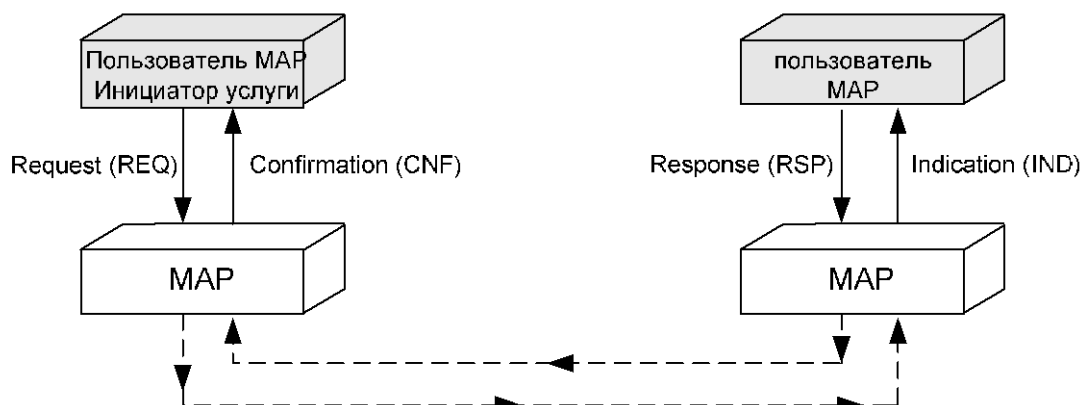 Пользователь MAP
Инициатор услуги
пользователь
MAP
Request (REQ)
Confirmation (CNF)
Response (RSP)
Indication (IND)
MAP
MAP